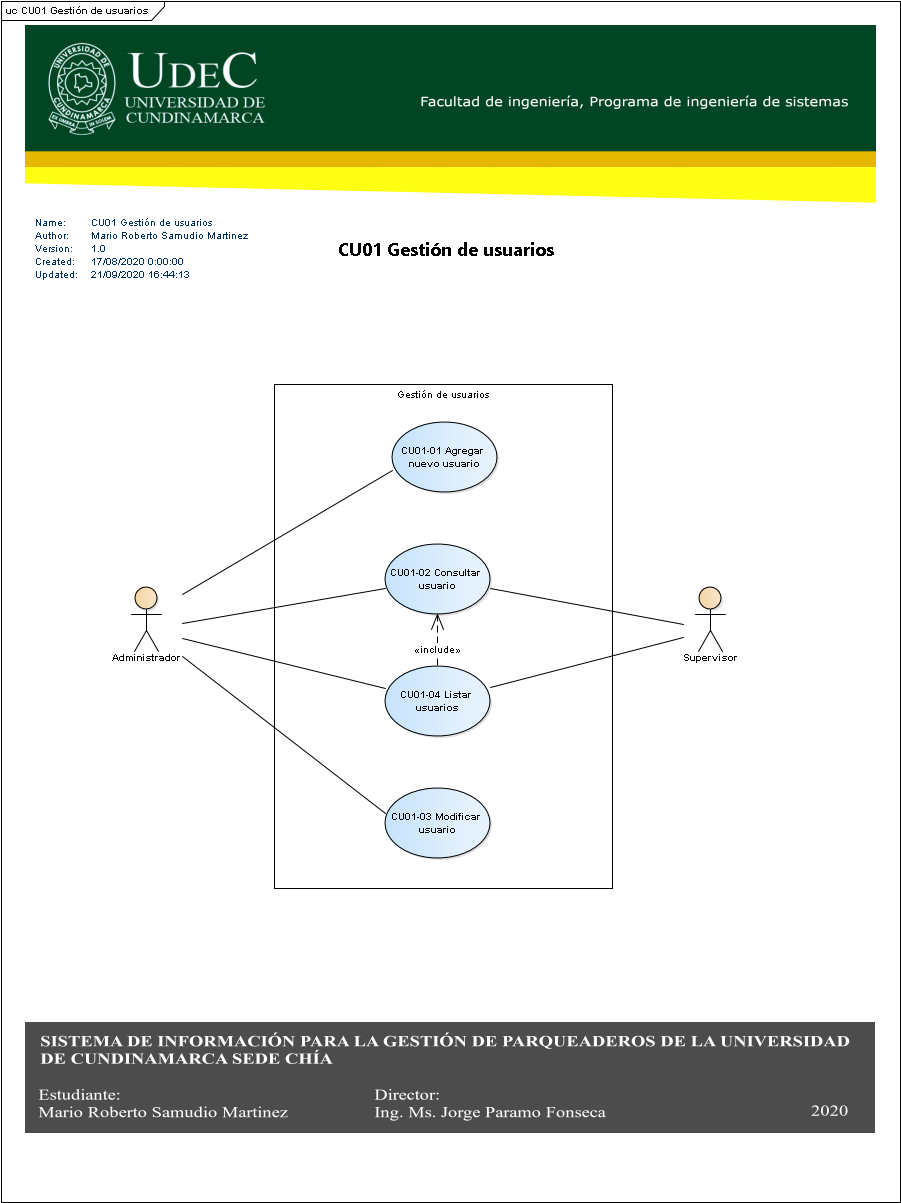 uc CU01 Gestión de usuarios
UNIVERSIDAD DE
CUNDINAMARCA
UDEC
UNIVERSIDAD DE
CUNDINAMARCA
Facultad de ingeniería, Programa de ingeniería de sistemas
Name: CU01 Gestión de usuarios
Author: Mario Roberto Samudio Martinez
Version: 1.0
Created: 17/08/2020 0:00:00
Updated: 21/09/2020 16:44:13
CU01 Gestión de usuarios
Gestión de usuarios
CU01-01 Agregar
nuevo usuario
CU01-02 Consultar
usuario
«include»
Administrador
Supervisor
CU01-04 Listar
usuarios
CU01-03 Modificar
usuario
SISTEMA DE INFORMACIÓN PARA LA GESTIÓN DE PARQUEADEROS DE LA UNIVERSIDAD
DE CUNDINAMARCA SEDE CHÍA
Estudiante:
Mario Roberto Samudio Martinez
Director:
Ing. Ms. Jorge Paramo Fonseca
2020